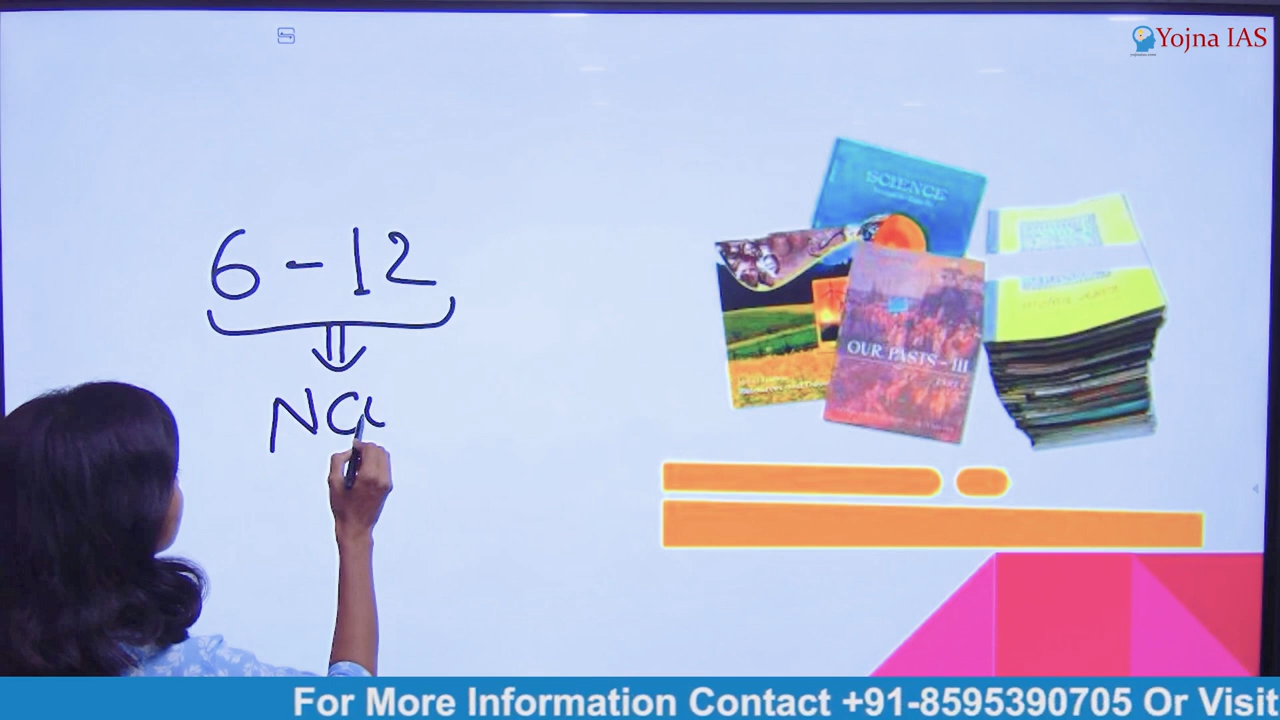 Yojna IAS
6 - 12
NC
SCIENCE
OUR PASTS - III
For More Information Contact +91-8595390705 Or Visit